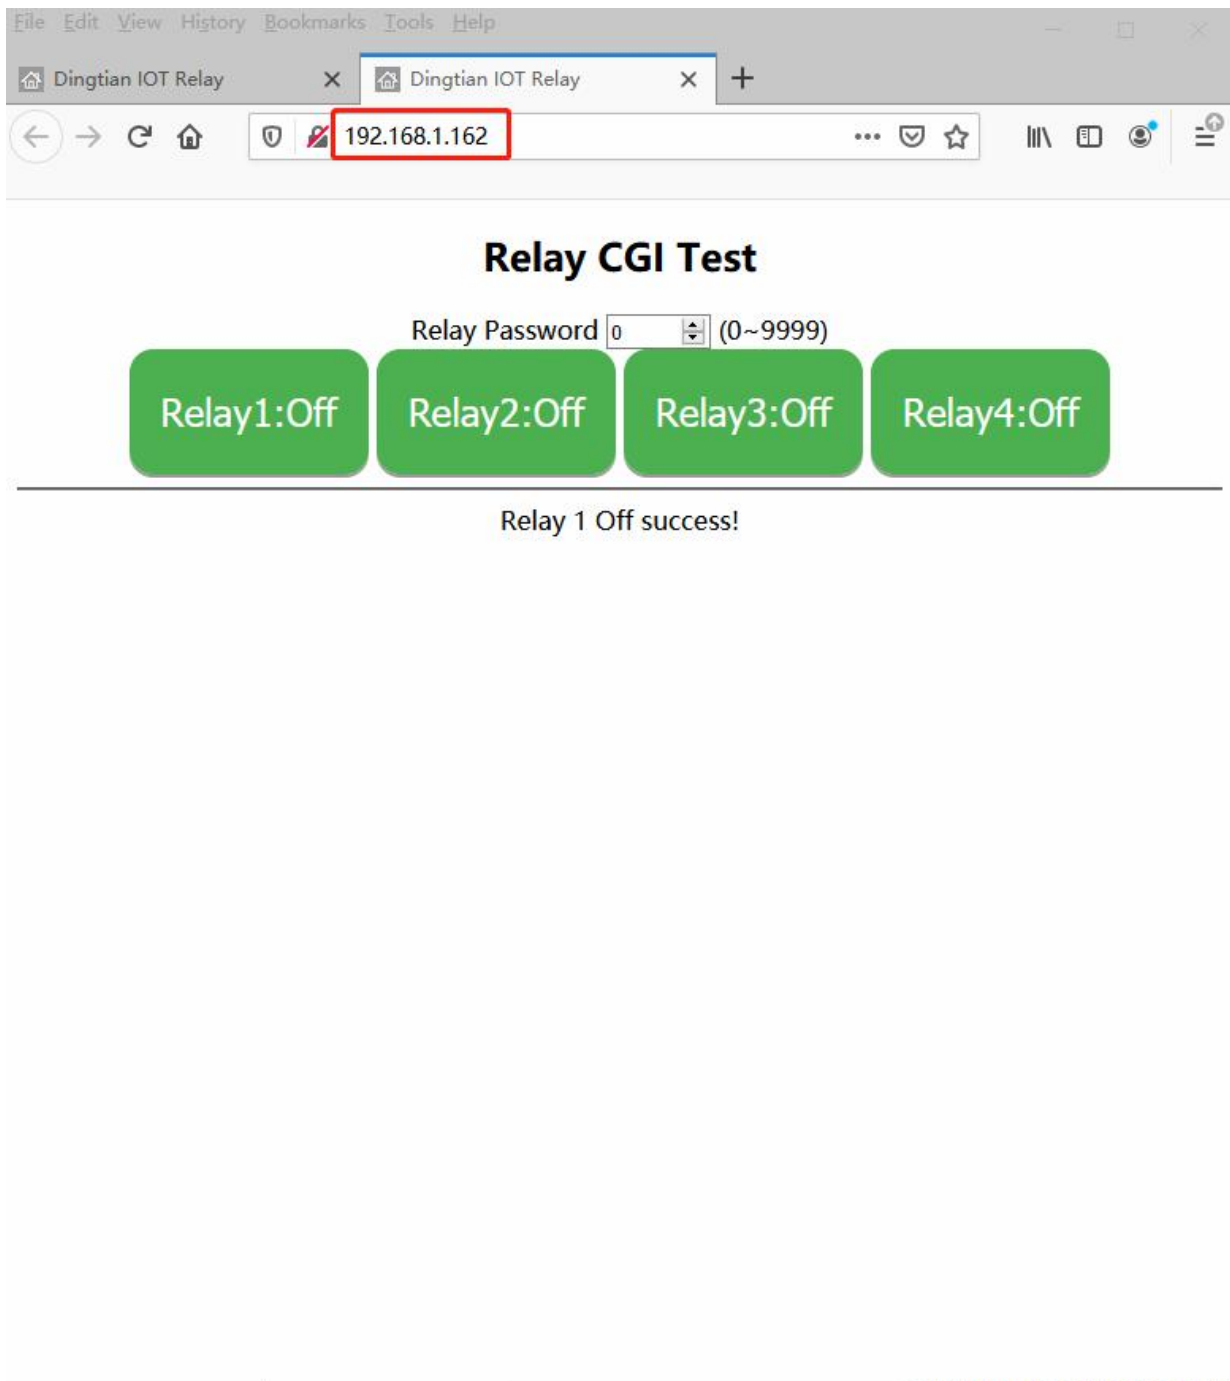 File Edit View History Bookmarks Tools Help
Dingtian IOT Relay Dingtian IOT Relay
192.168.1.162
Relay CGI Test
Relay Password 0 (0~9999)
Relay1:Off Relay2:Off Relay3:Off Relay4:Off
Relay 1 Off success!